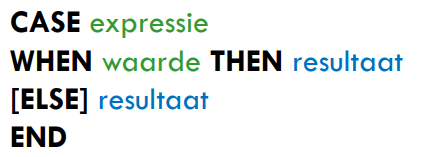 CASE expressie
WHEN waarde THEN resultaat
[ELSE] resultaat
END